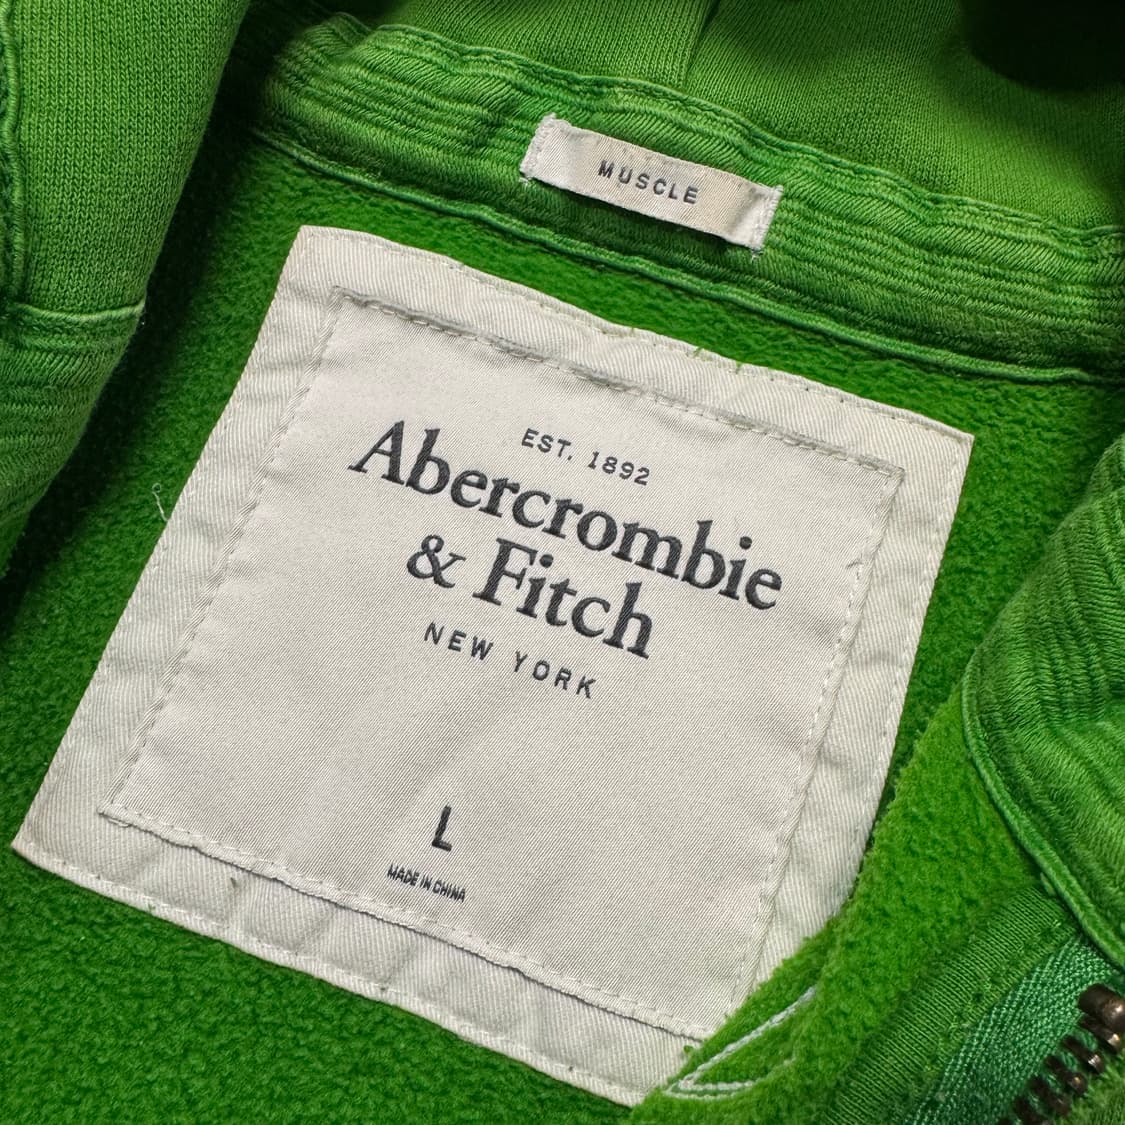 MUSCLE
EST. 1892
Abercrombie
& Fitch
NEW YORK
L
MADE IN CHINA